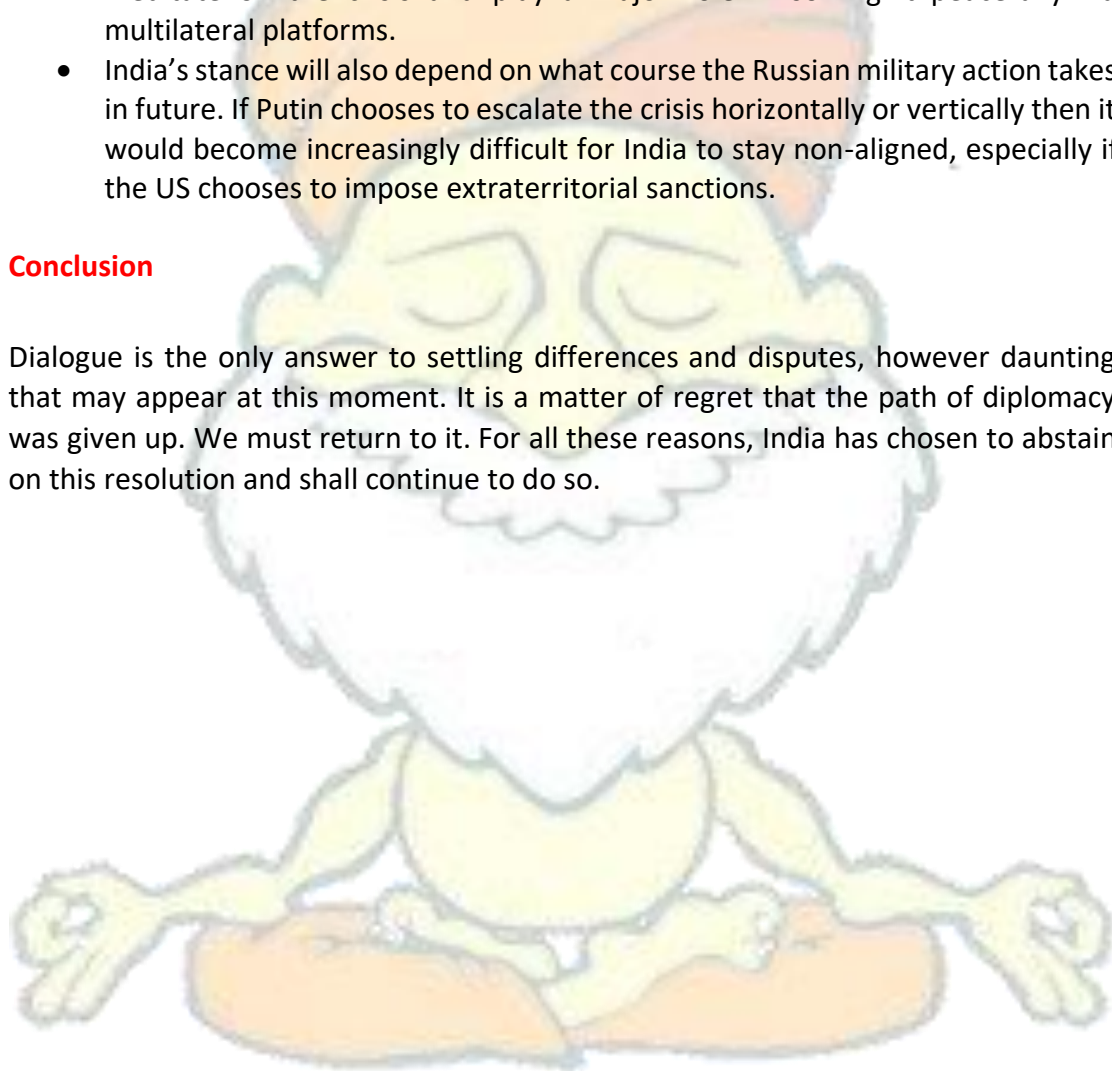 multilateral platforms.
• India's stance will also depend on what course the Russian military action takes
in future. If Putin chooses to escalate the crisis horizontally or vertically then it
would become increasingly difficult for India to stay non-aligned, especially if
the US chooses to impose extraterritorial sanctions.
Conclusion
Dialogue is the only answer to settling differences and disputes, however daunting
that may appear at this moment. It is a matter of regret that the path of diplomacy
was given up. We must return to it. For all these reasons, India has chosen to abstain
on this resolution and shall continue to do so.